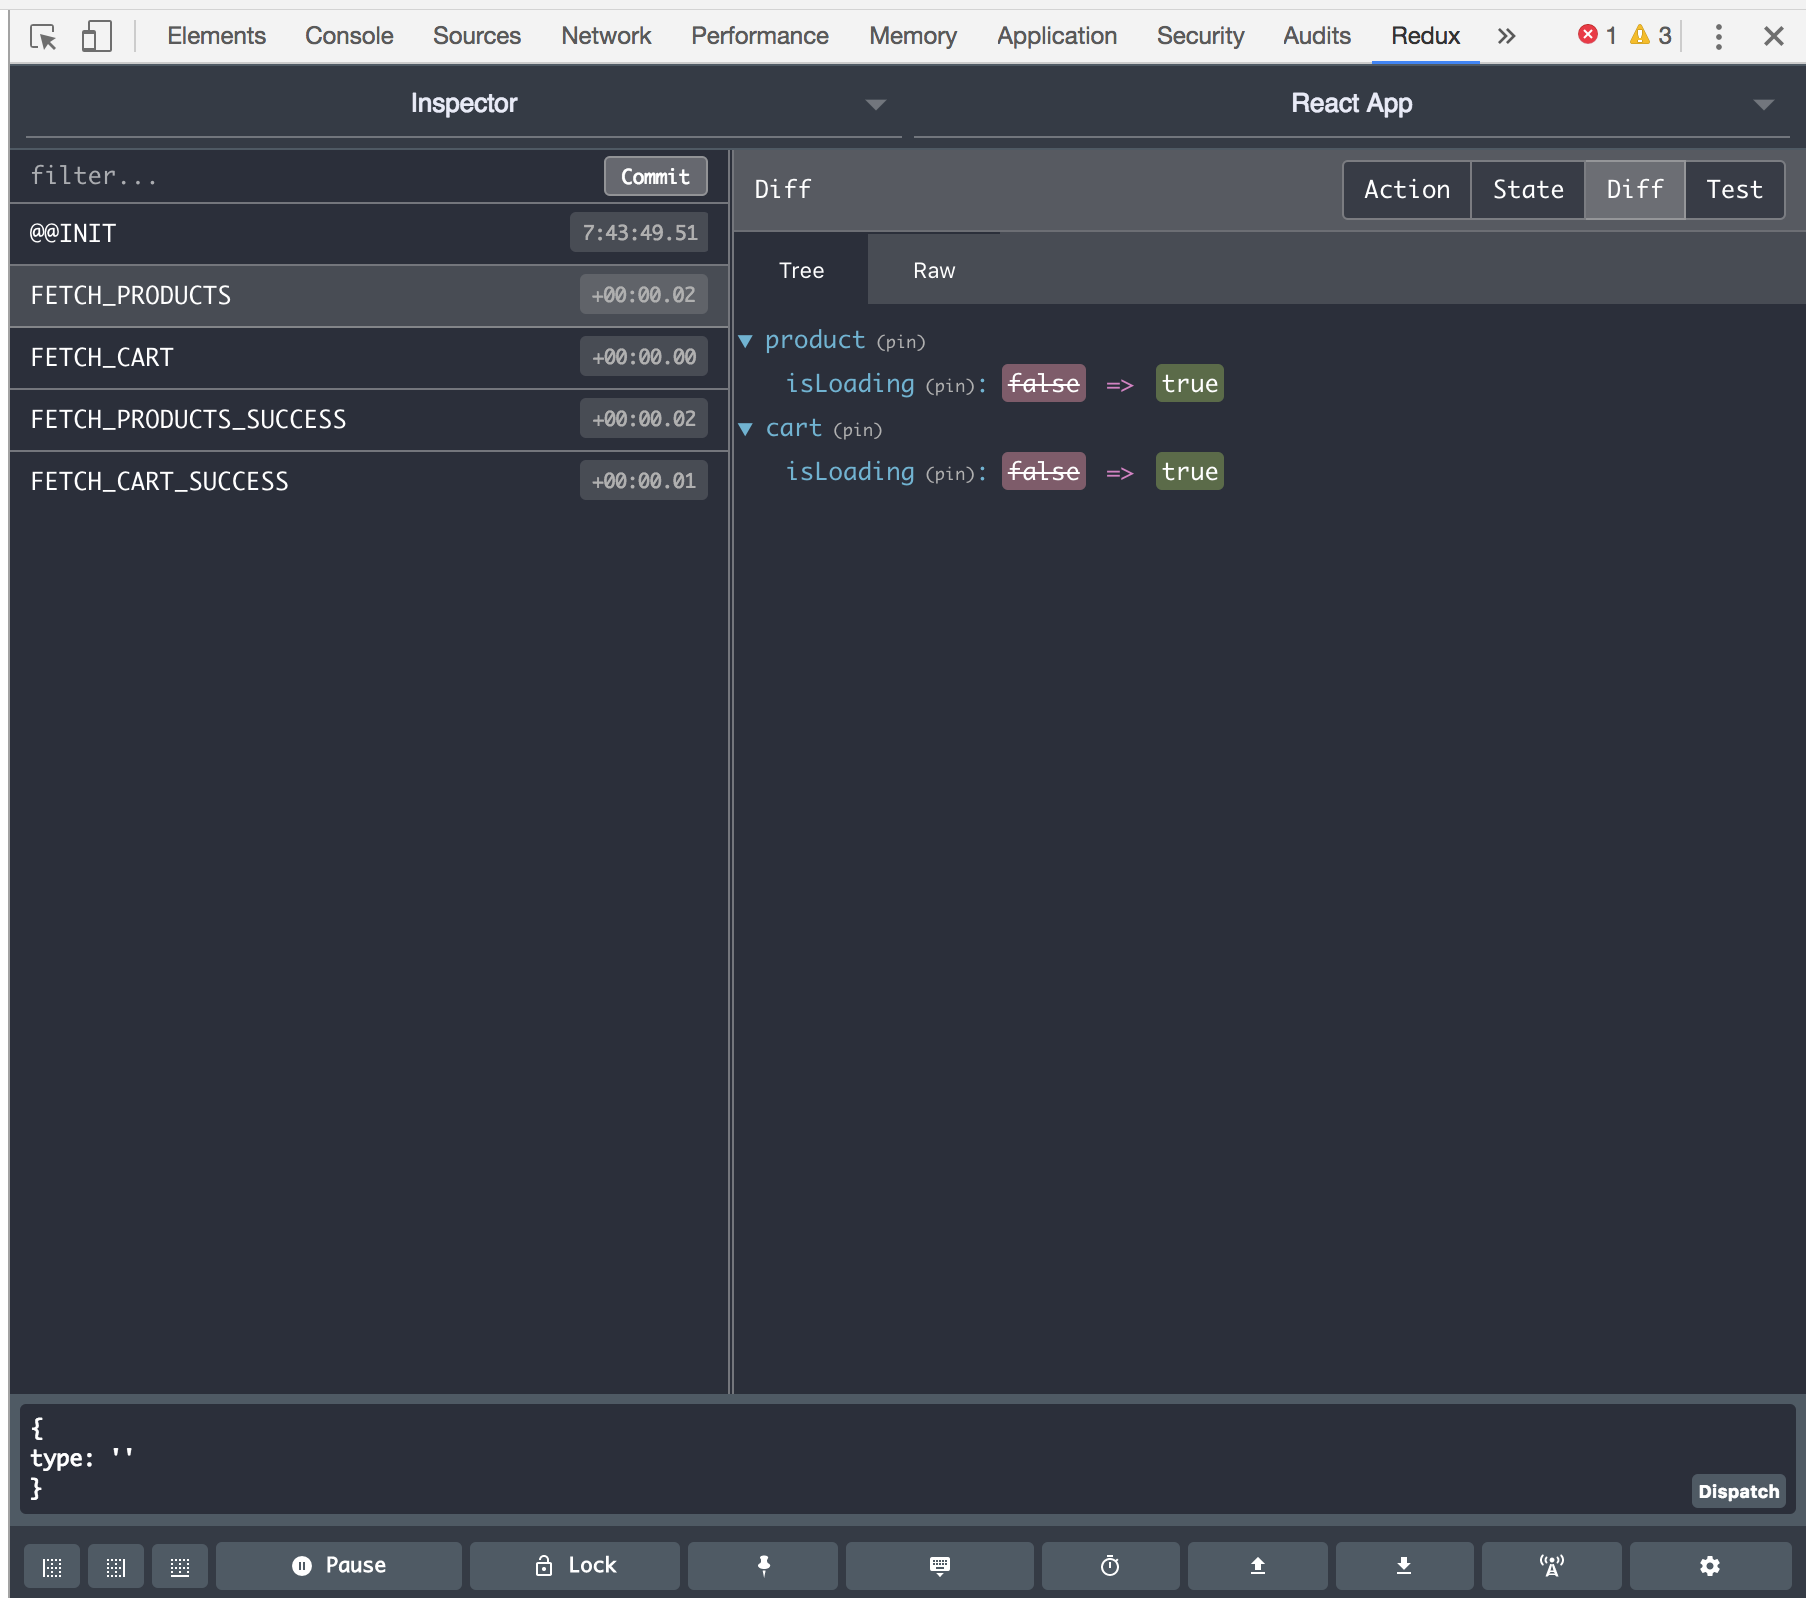 Elements Console Sources Network Performance Memory Application Security Audits Redux » 1 3
Inspector React App
filter... Commit
@@INIT 7:43:49.51
FETCH_PRODUCTS +00:00.02
FETCH_CART +00:00.00
FETCH_PRODUCTS_SUCCESS +00:00.02
FETCH_CART_SUCCESS +00:00.01
Diff Action State Diff Test
Tree Raw
product (pin)
isLoading (pin): false => true
cart (pin)
isLoading (pin): false => true
{
type: ''
}
Dispatch
Pause Lock